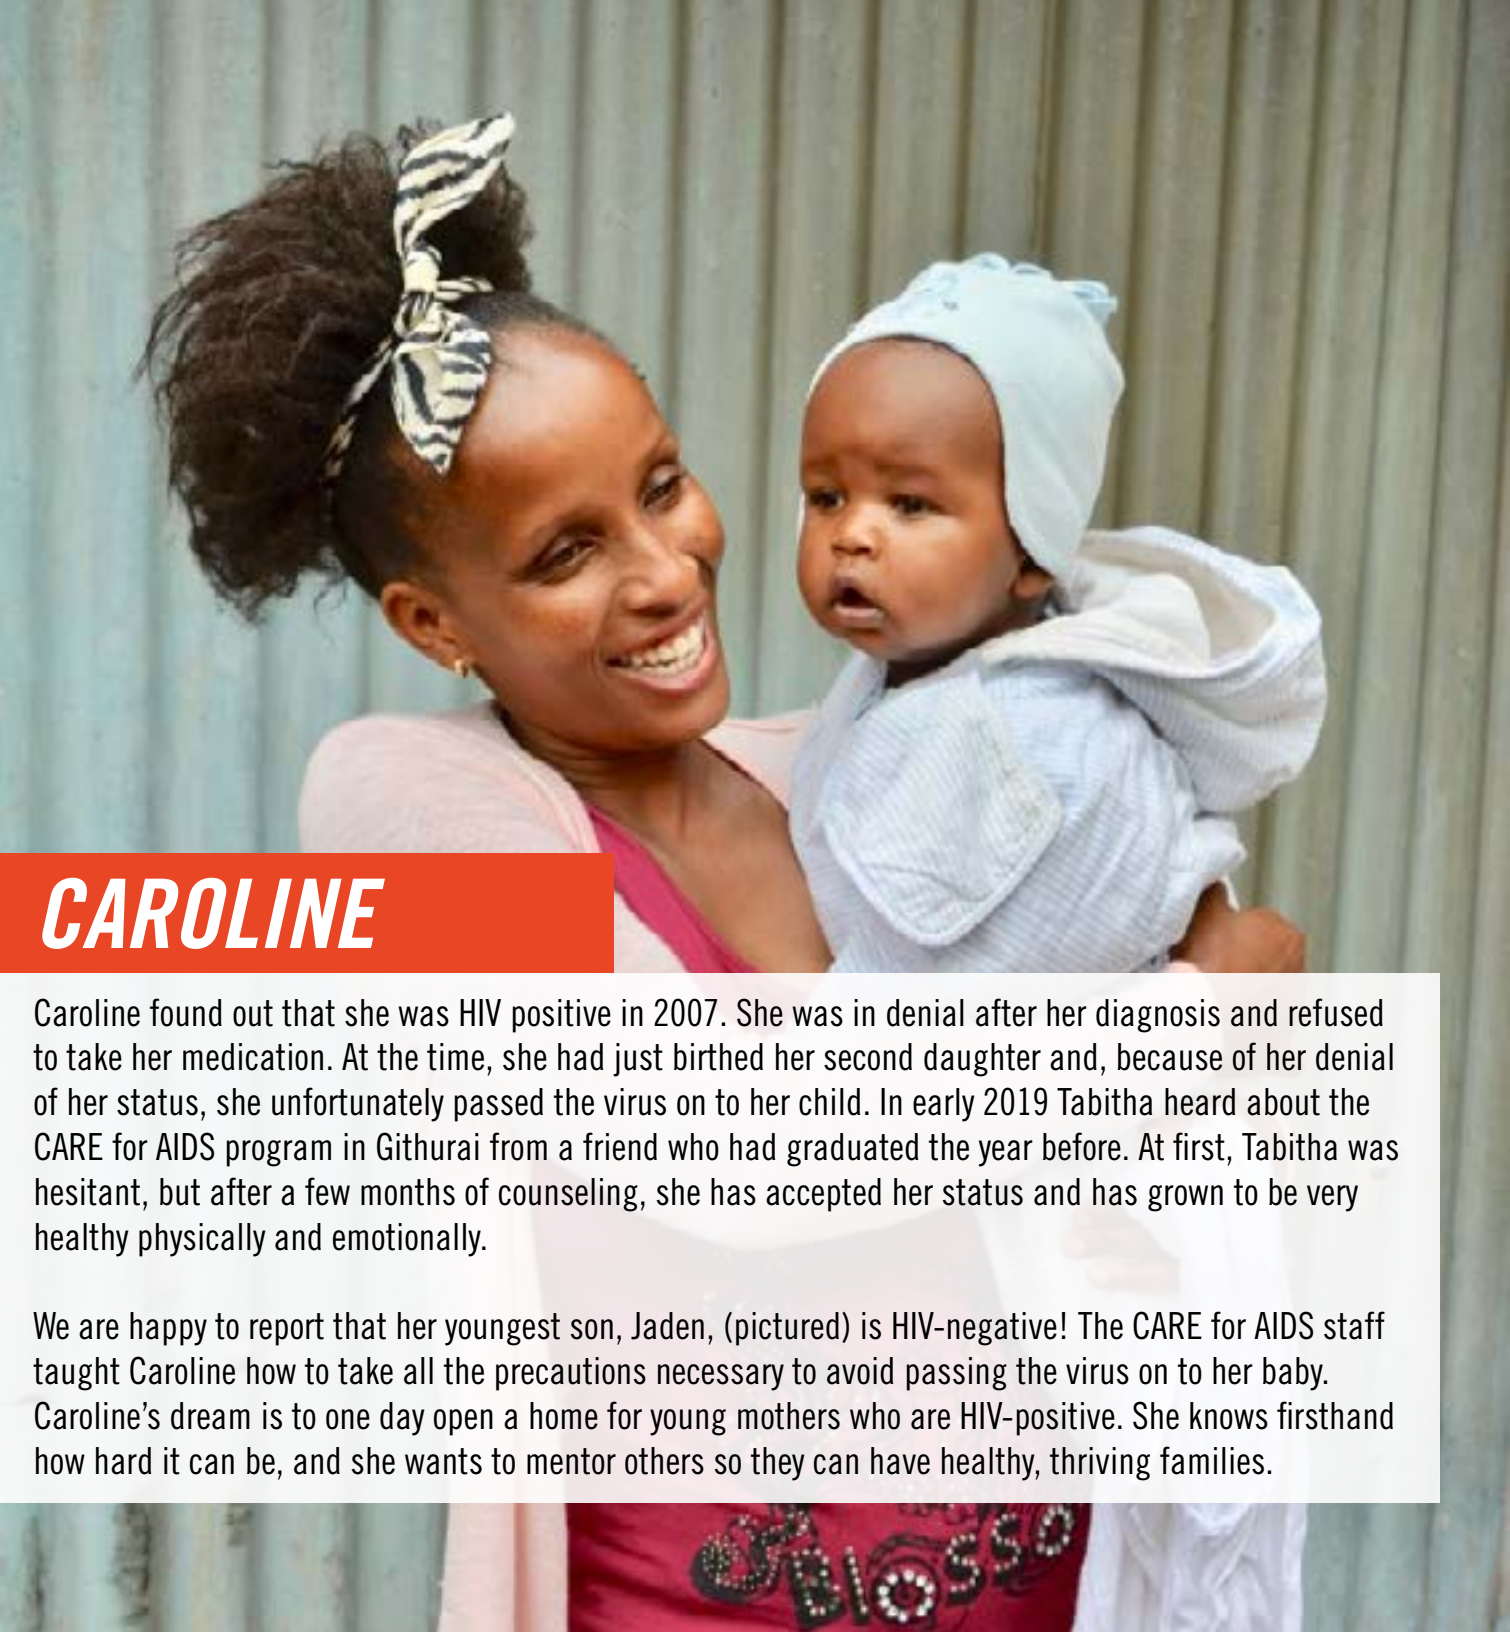 CAROLINE
Caroline found out that she was HIV positive in 2007. She was in denial after her diagnosis and refused
to take her medication. At the time, she had just birthed her second daughter and, because of her denial
of her status, she unfortunately passed the virus on to her child. In early 2019 Tabitha heard about the
CARE for AIDS program in Githurai from a friend who had graduated the year before. At first, Tabitha was
hesitant, but after a few months of counseling, she has accepted her status and has grown to be very
healthy physically and emotionally.
We are happy to report that her youngest son, Jaden, (pictured) is HIV-negative! The CARE for AIDS staff
taught Caroline how to take all the precautions necessary to avoid passing the virus on to her baby.
Caroline’s dream is to one day open a home for young mothers who are HIV-positive. She knows firsthand
how hard it can be, and she wants to mentor others so they can have healthy, thriving families.